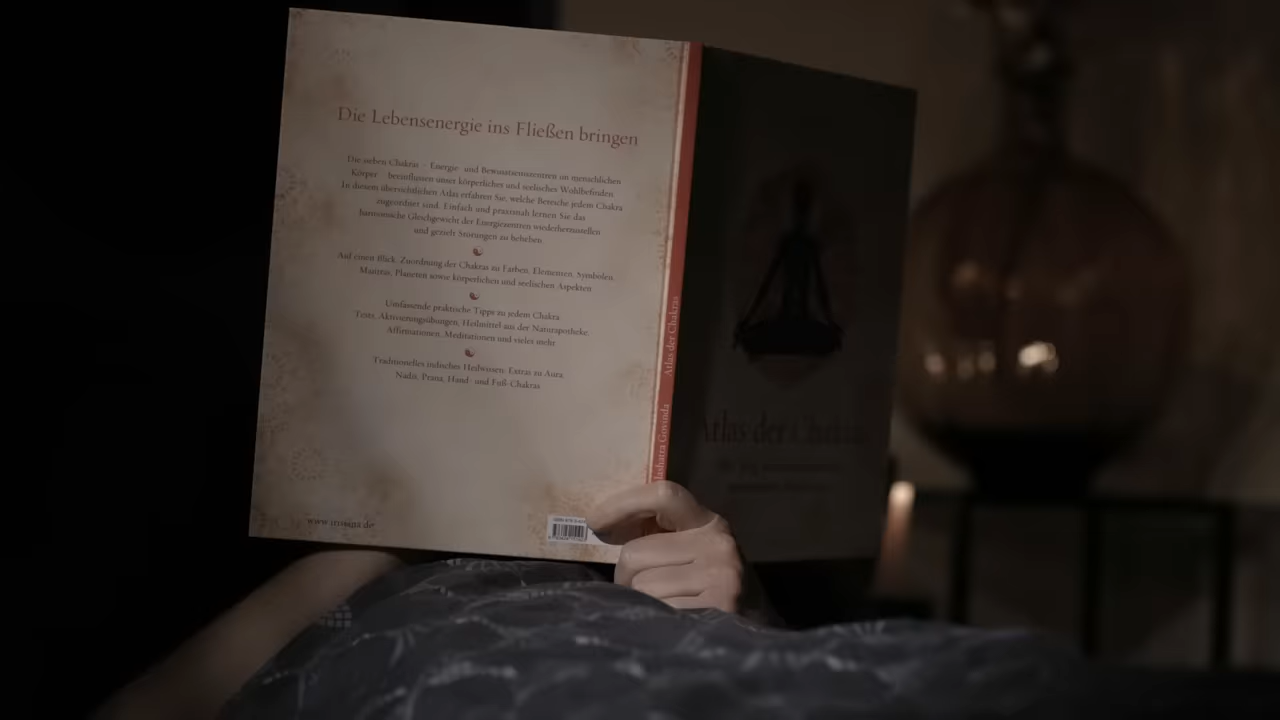 Die Lebensenergie ins Fließen bringen
Die sieben Chakras – Energie- und Bewusstseinszentren im menschlichen
Körper – beeinflussen unser körperliches und seelisches Wohlbefinden.
In diesem übersichtlichen Atlas erfahren Sie, welche Bereiche jedem Chakra
zugeordnet sind. Einfach und praxisnah lernen Sie das
harmonische Gleichgewicht der Energiezentren wiederherzustellen
und gezielt Störungen zu beheben.
Auf einen Blick: Zuordnung der Chakras zu Farben, Elementen, Symbolen,
Mantras, Planeten sowie körperlichen und seelischen Aspekten
Umfassende praktische Tipps zu jedem Chakra:
Tests, Aktivierungsübungen, Heilmittel aus der Naturapotheke,
Affirmationen, Meditationen und vieles mehr
Traditionelles indisches Heilwissen: Extras zu Aura,
Nadis, Prana, Hand- und Fuß-Chakras
Govinda
Atlas der Chakras
Atlas der Chakras